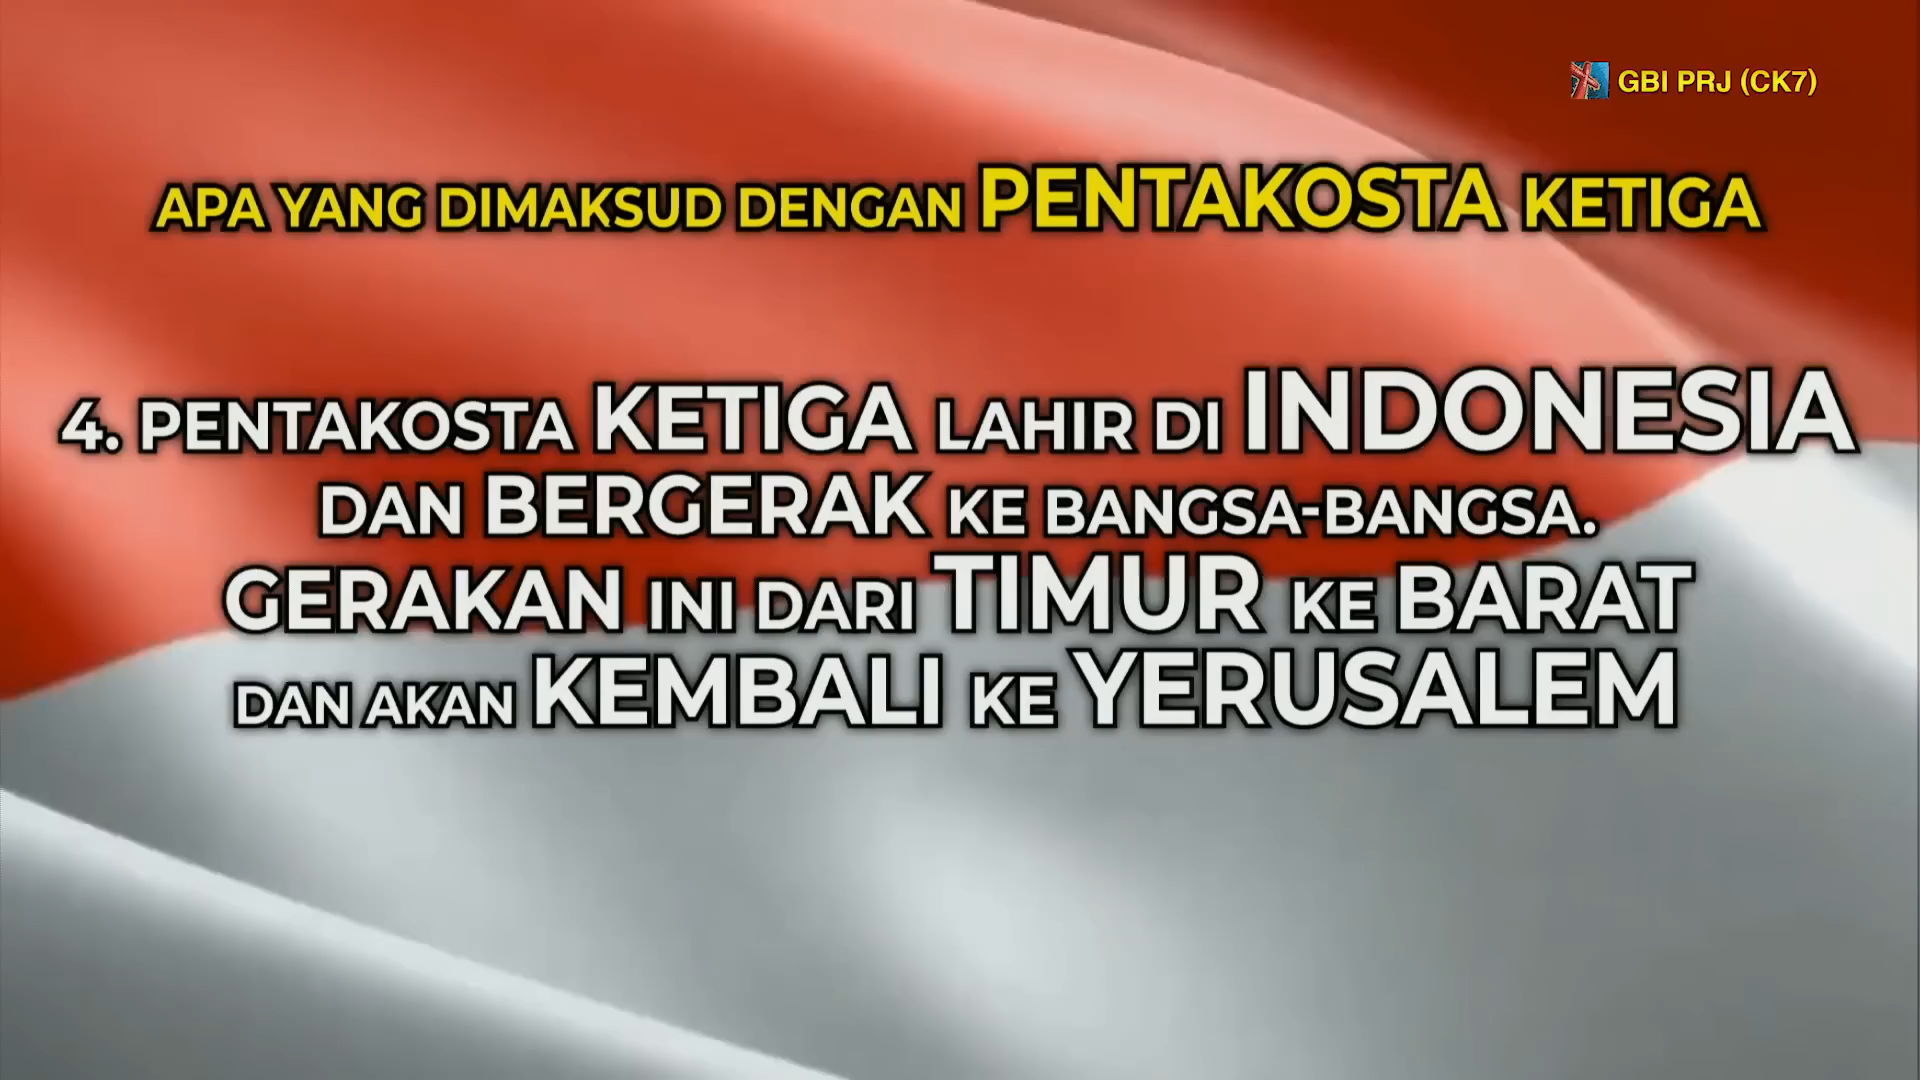 GBI PRJ (CK7)
APA YANG DIMAKSUD DENGAN PENTAKOSTA KETIGA
4. PENTAKOSTA KETIGA LAHIR DI INDONESIA
DAN BERGERAK KE BANGSA-BANGSA.
GERAKAN INI DARI TIMUR KE BARAT
DAN AKAN KEMBALI KE YERUSALEM